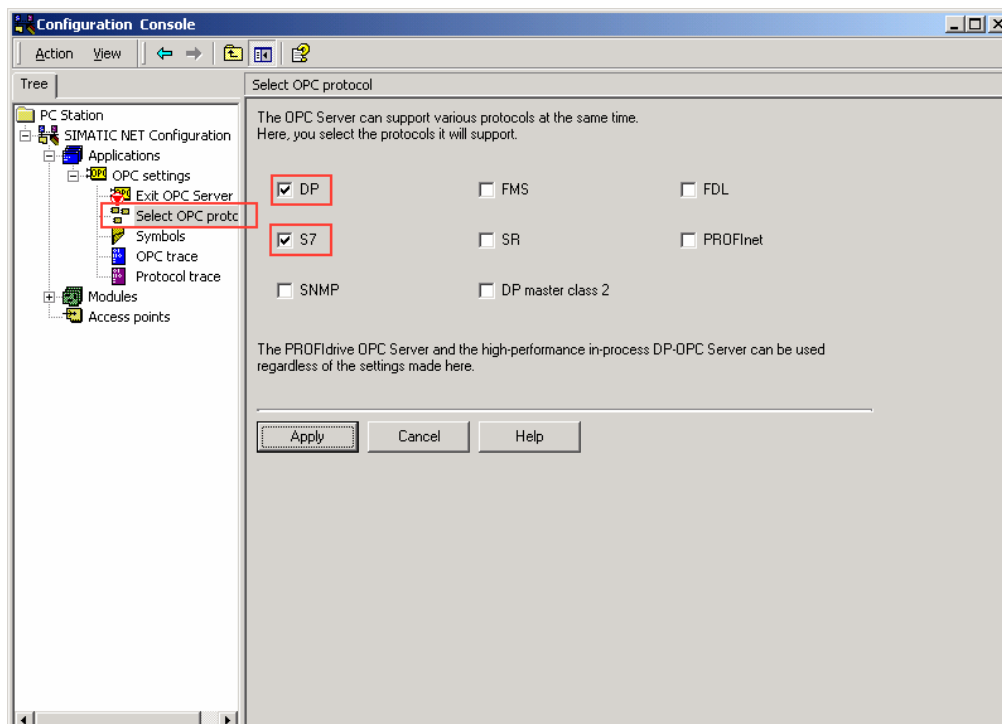 Configuration Console
Action View
Tree
Select OPC protocol
PC Station
SIMATIC NET Configuration
Applications
OPC settings
Exit OPC Server
Select OPC protc
Symbols
OPC trace
Protocol trace
Modules
Access points
The OPC Server can support various protocols at the same time.
Here, you select the protocols it will support.
DP FMS FDL
S7 SR PROFInet
SNMP DP master class 2
The PROFIdrive OPC Server and the high-performance in-process DP-OPC Server can be used
regardless of the settings made here.
Apply Cancel Help